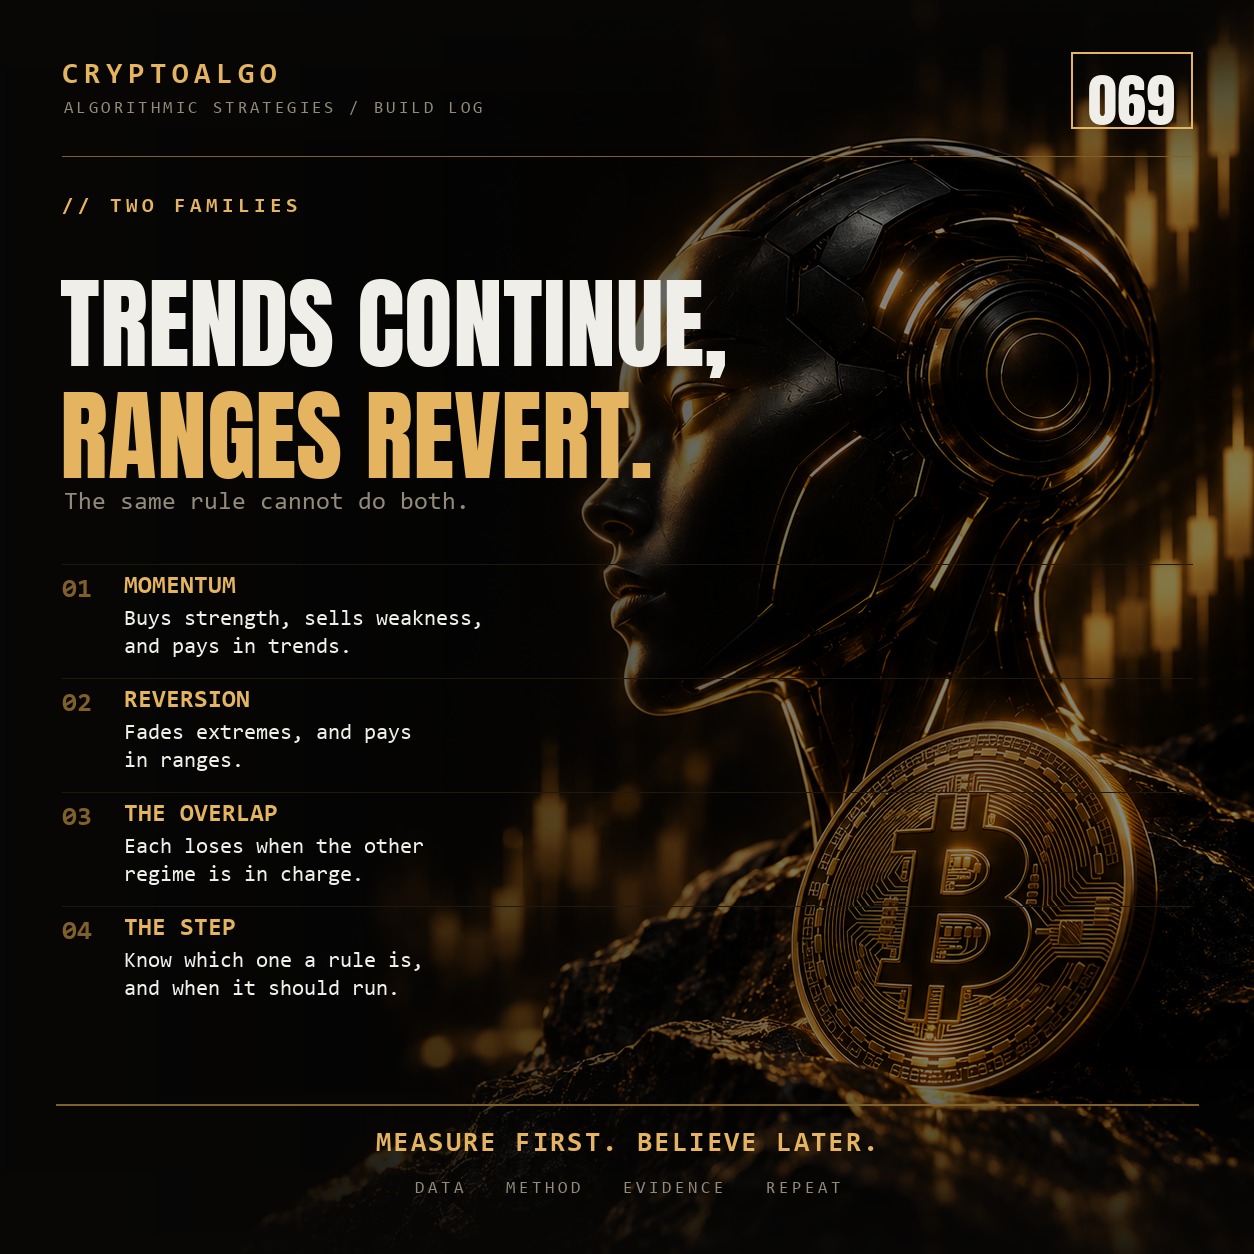 CRYPTOALGO
ALGORITHMIC STRATEGIES / BUILD LOG
069
// TWO FAMILIES
TRENDS CONTINUE,
RANGES REVERT.
The same rule cannot do both.
01 MOMENTUM
Buys strength, sells weakness,
and pays in trends.
02 REVERSION
Fades extremes, and pays
in ranges.
03 THE OVERLAP
Each loses when the other
regime is in charge.
04 THE STEP
Know which one a rule is,
and when it should run.
MEASURE FIRST. BELIEVE LATER.
DATA METHOD EVIDENCE REPEAT